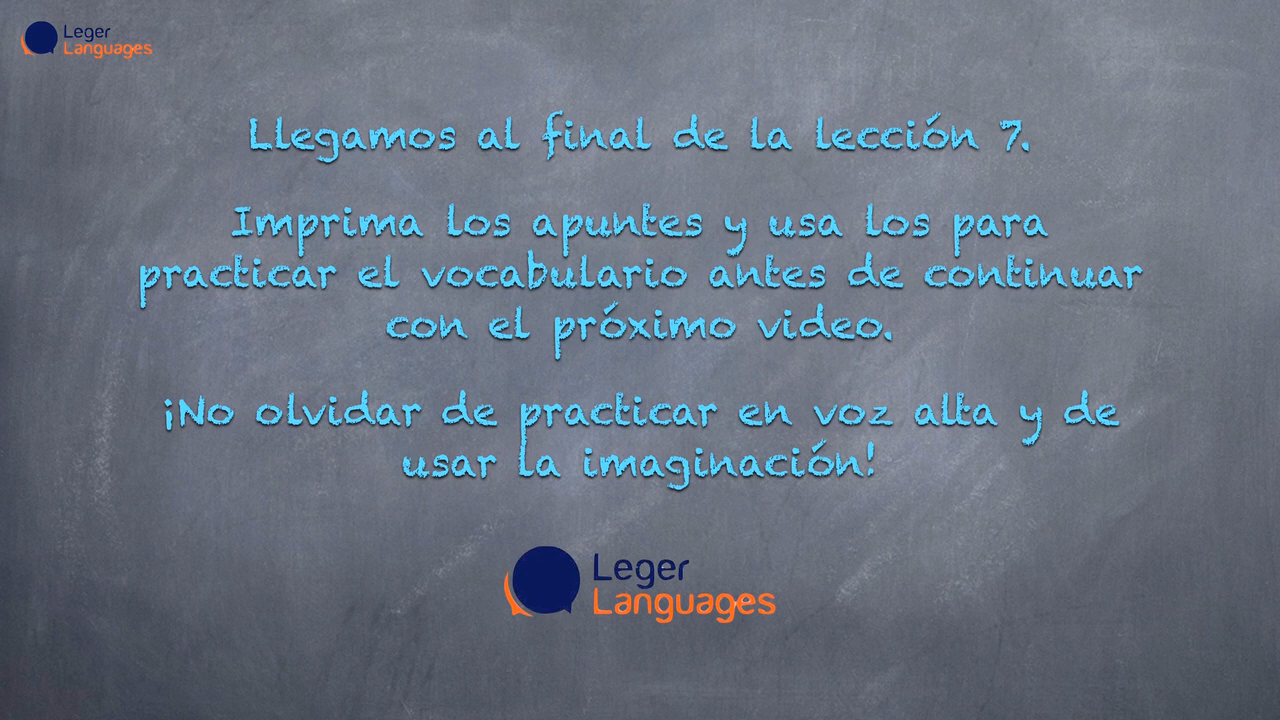 Leger
Languages
Llegamos al final de la lección 7.
Imprima los apuntes y usa los para
practicar el vocabulario antes de continuar
con el próximo video.
¡No olvidar de practicar en voz alta y de
usar la imaginación!
Leger
Languages